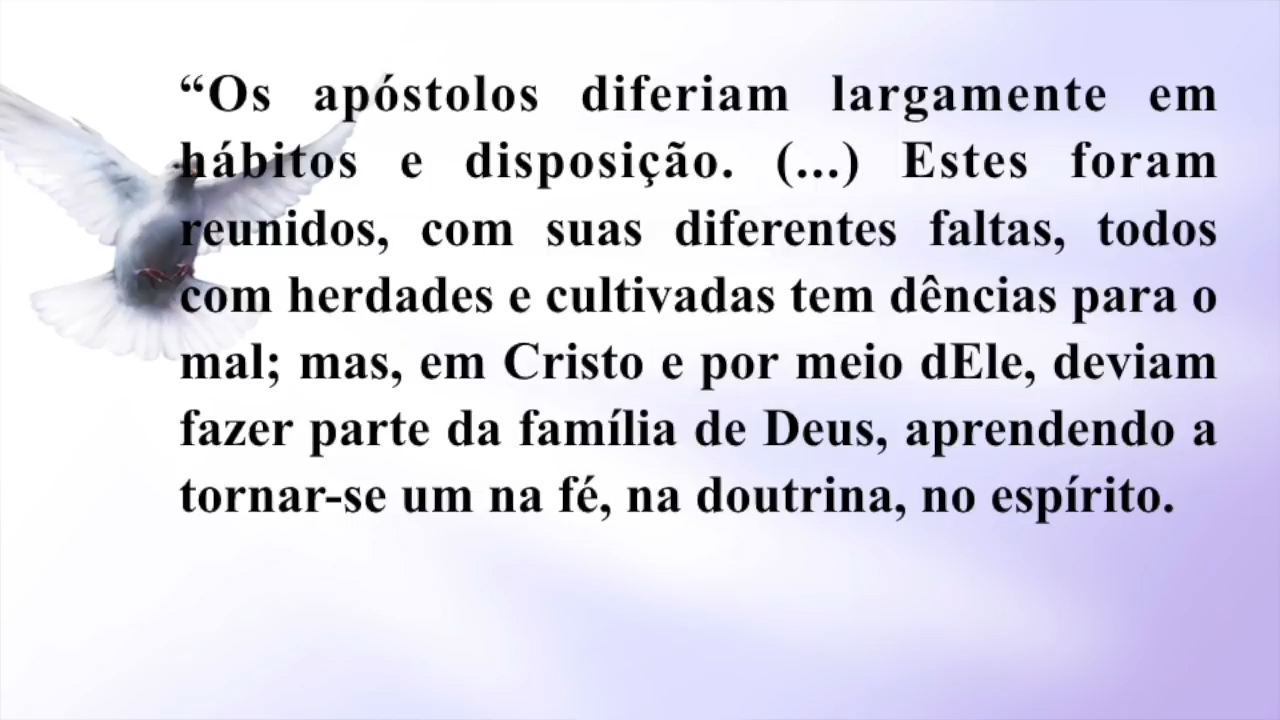 “Os apóstolos diferiam largamente em
hábitos e disposição. (...) Estes foram
reunidos, com suas diferentes faltas, todos
com herdades e cultivadas tem dências para o
mal; mas, em Cristo e por meio dEle, deviam
fazer parte da família de Deus, aprendendo a
tornar-se um na fé, na doutrina, no espírito.